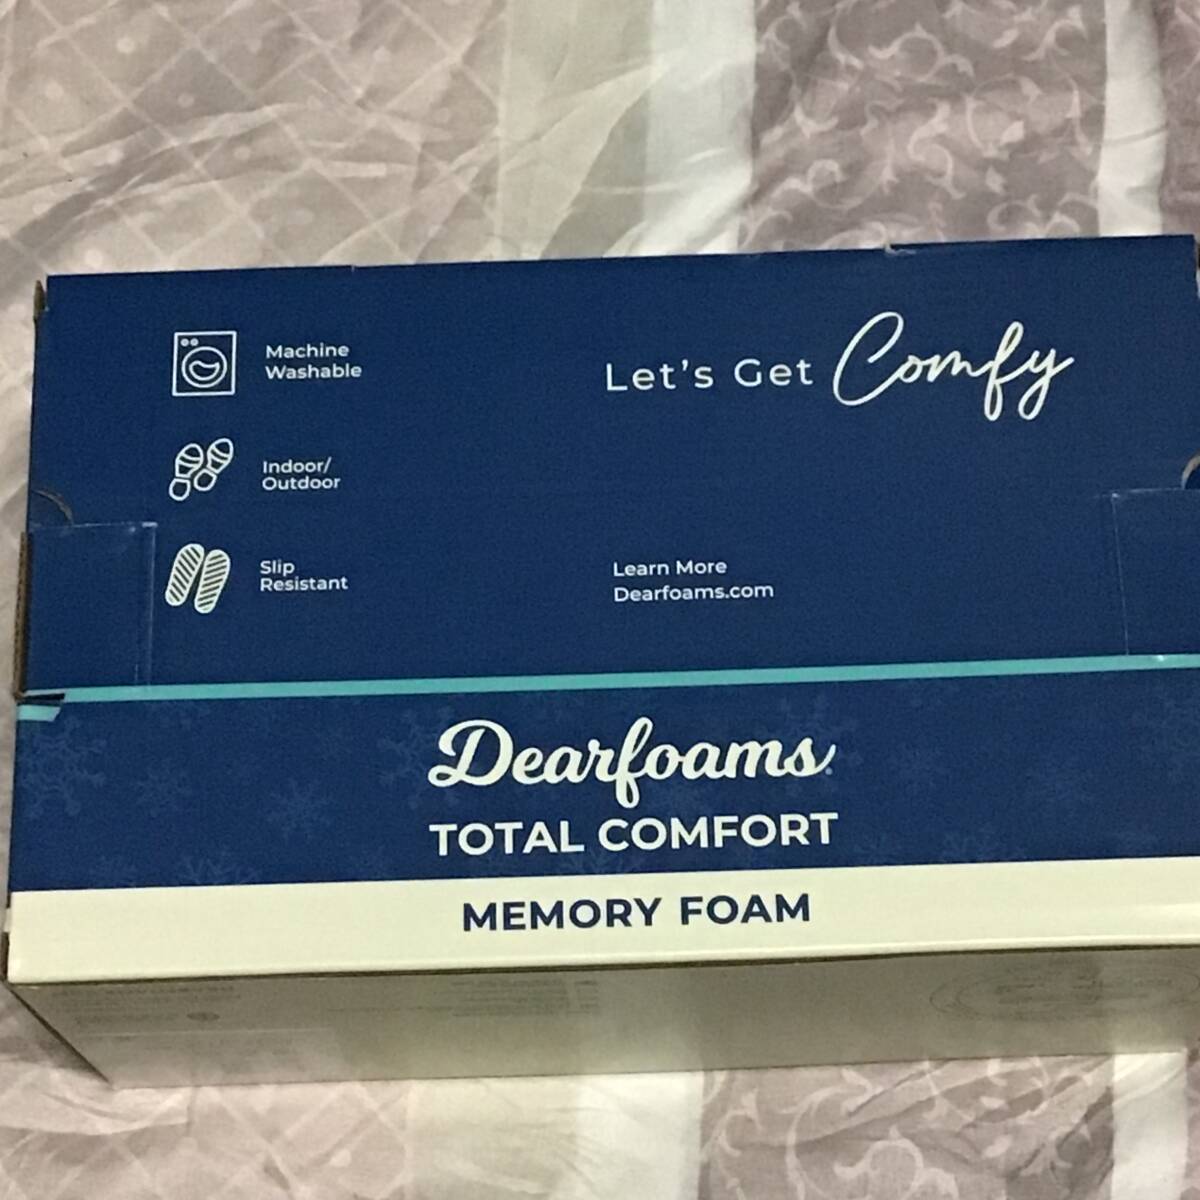 Machine
Washable
Let's Get Comfy
Indoor/
Outdoor
Slip
Resistant
Learn More
Dearfoams.com
Dearfoams
TOTAL COMFORT
MEMORY FOAM